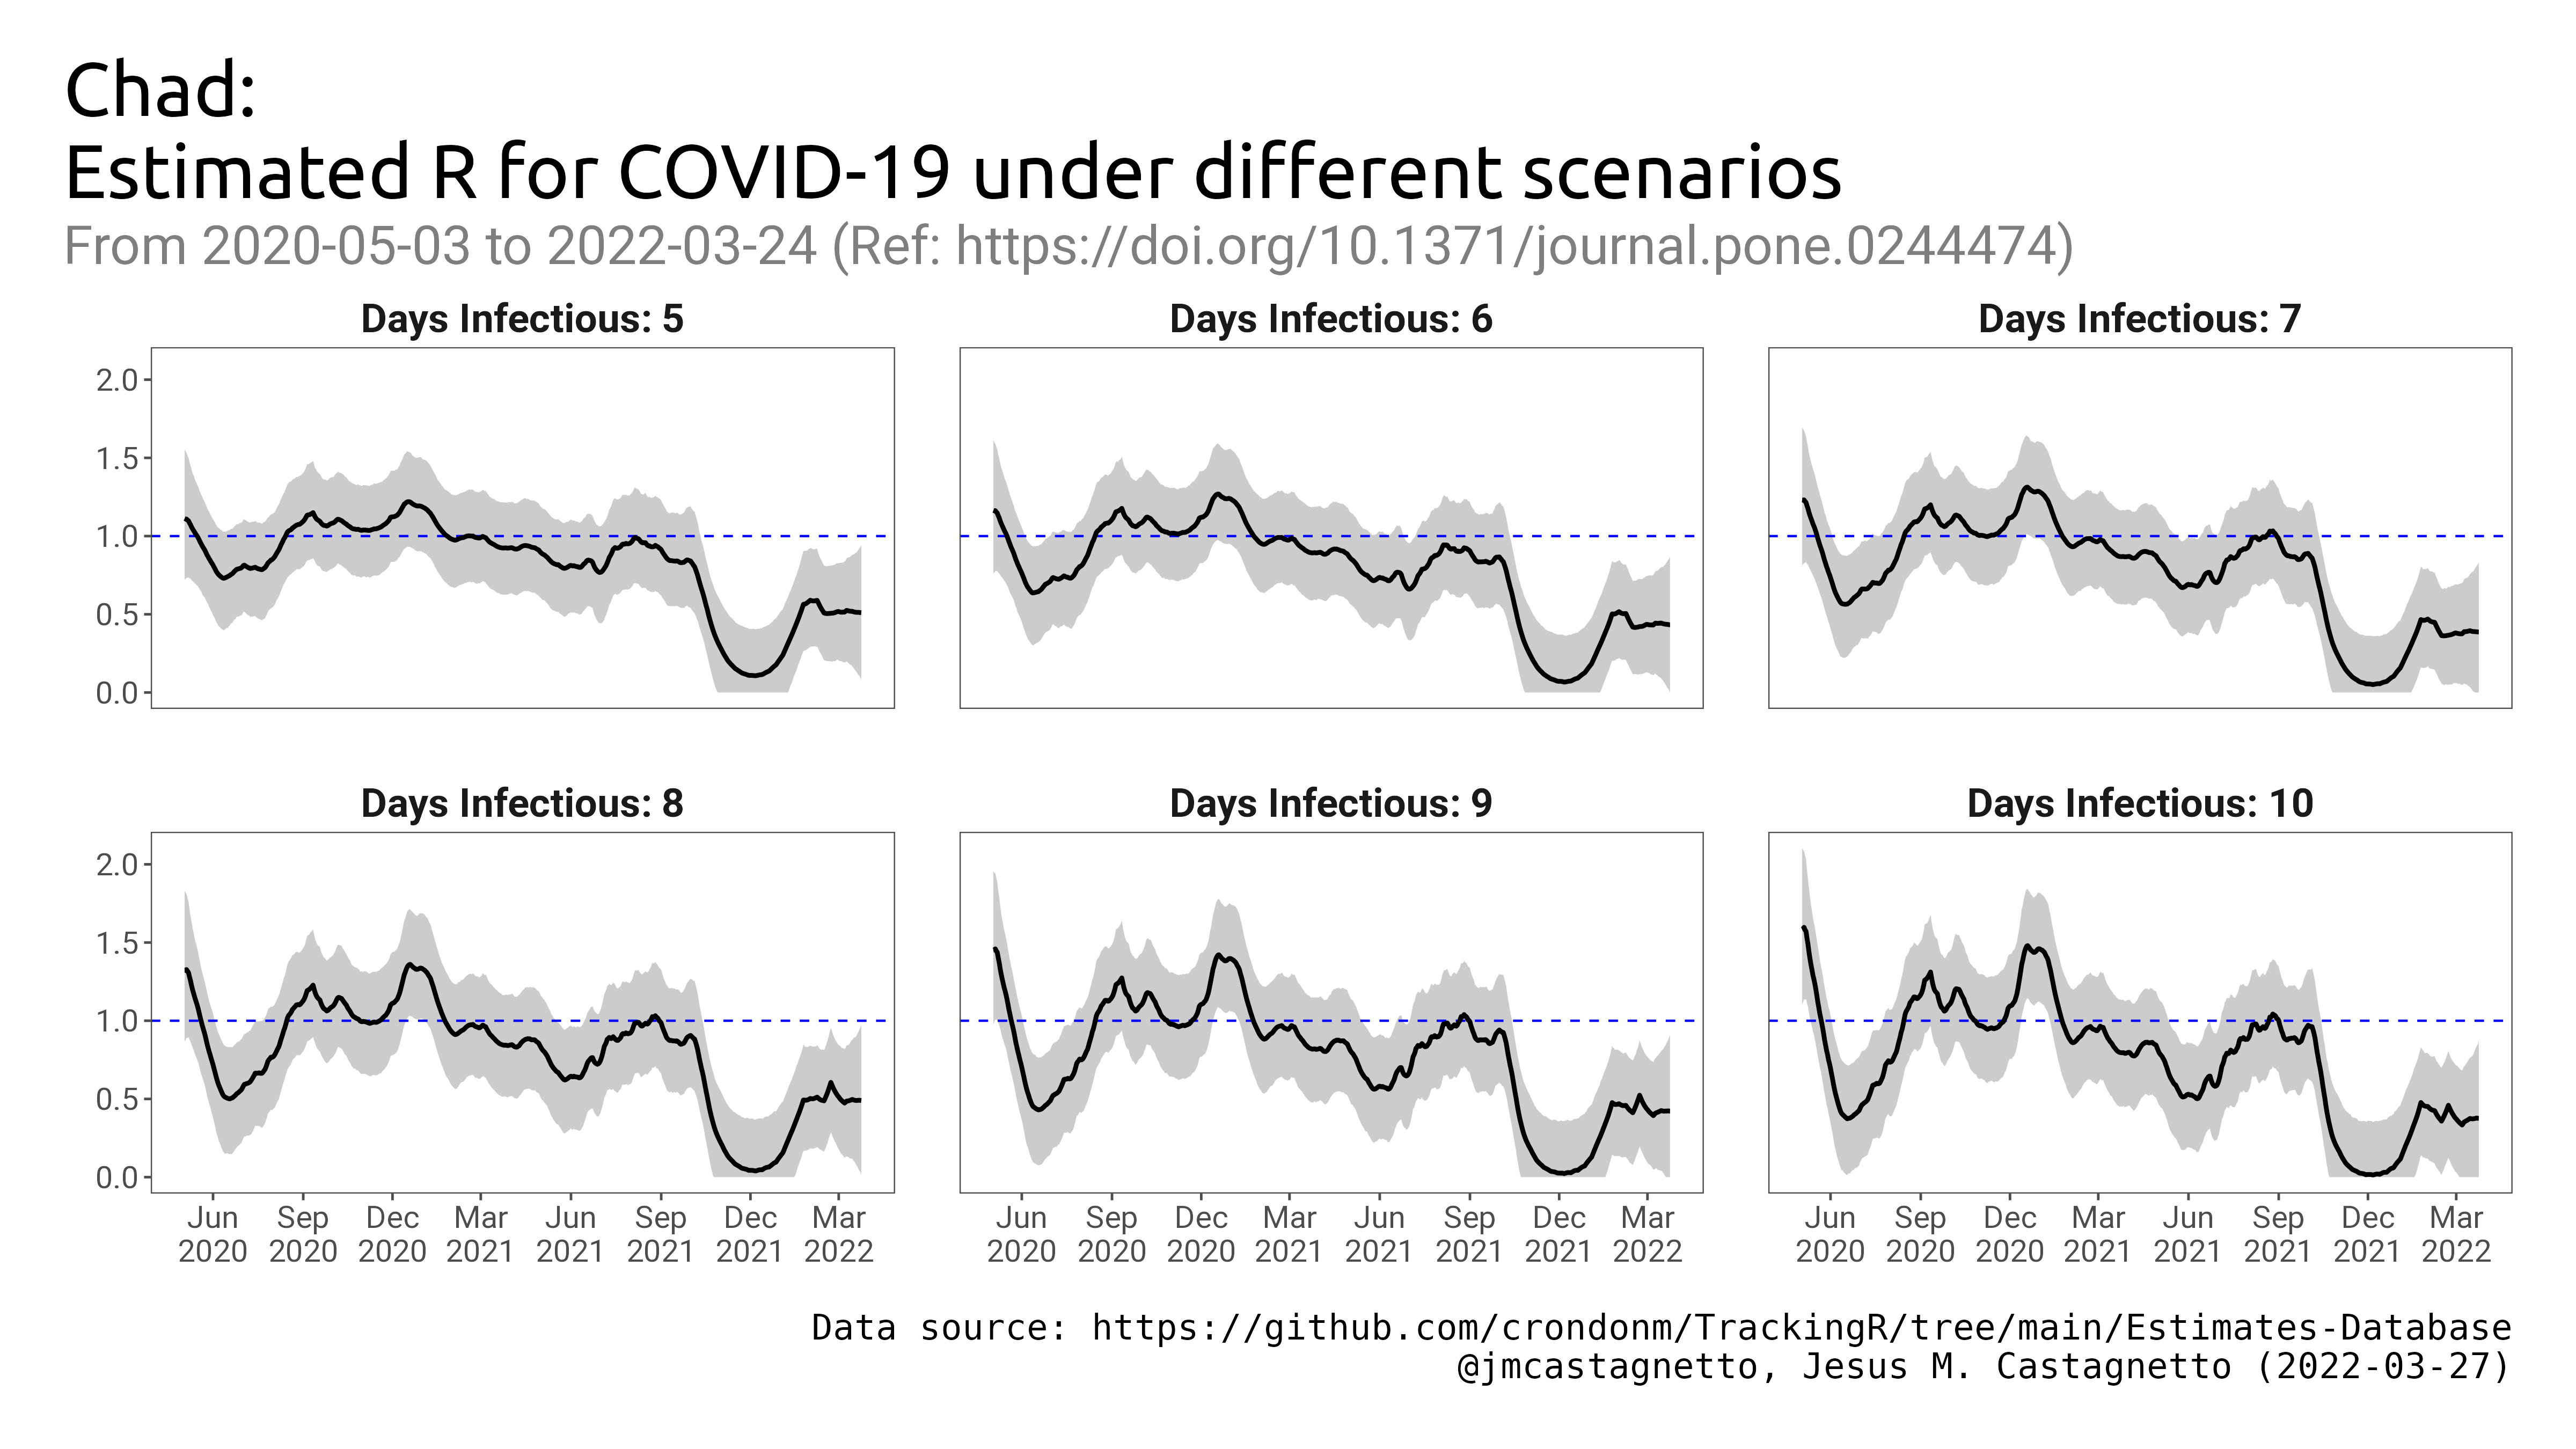 Chad:
Estimated R for COVID-19 under different scenarios
From 2020-05-03 to 2022-03-24 (Ref: https://doi.org/10.1371/journal.pone.0244474)
Days Infectious: 5
Days Infectious: 6
Days Infectious: 7
2.0
1.5
1.0
0.5
0.0
Days Infectious: 8
Days Infectious: 9
Days Infectious: 10
2.0
1.5
1.0
0.5
0.0
Jun Sep Dec Mar Jun Sep Dec Mar
2020 2020 2020 2021 2021 2021 2021 2022
Jun Sep Dec Mar Jun Sep Dec Mar
2020 2020 2020 2021 2021 2021 2021 2022
Jun Sep Dec Mar Jun Sep Dec Mar
2020 2020 2020 2021 2021 2021 2021 2022
Data source: https://github.com/crondonm/TrackingR/tree/main/Estimates-Database
@jmcastagnetto, Jesus M. Castagnetto (2022-03-27)